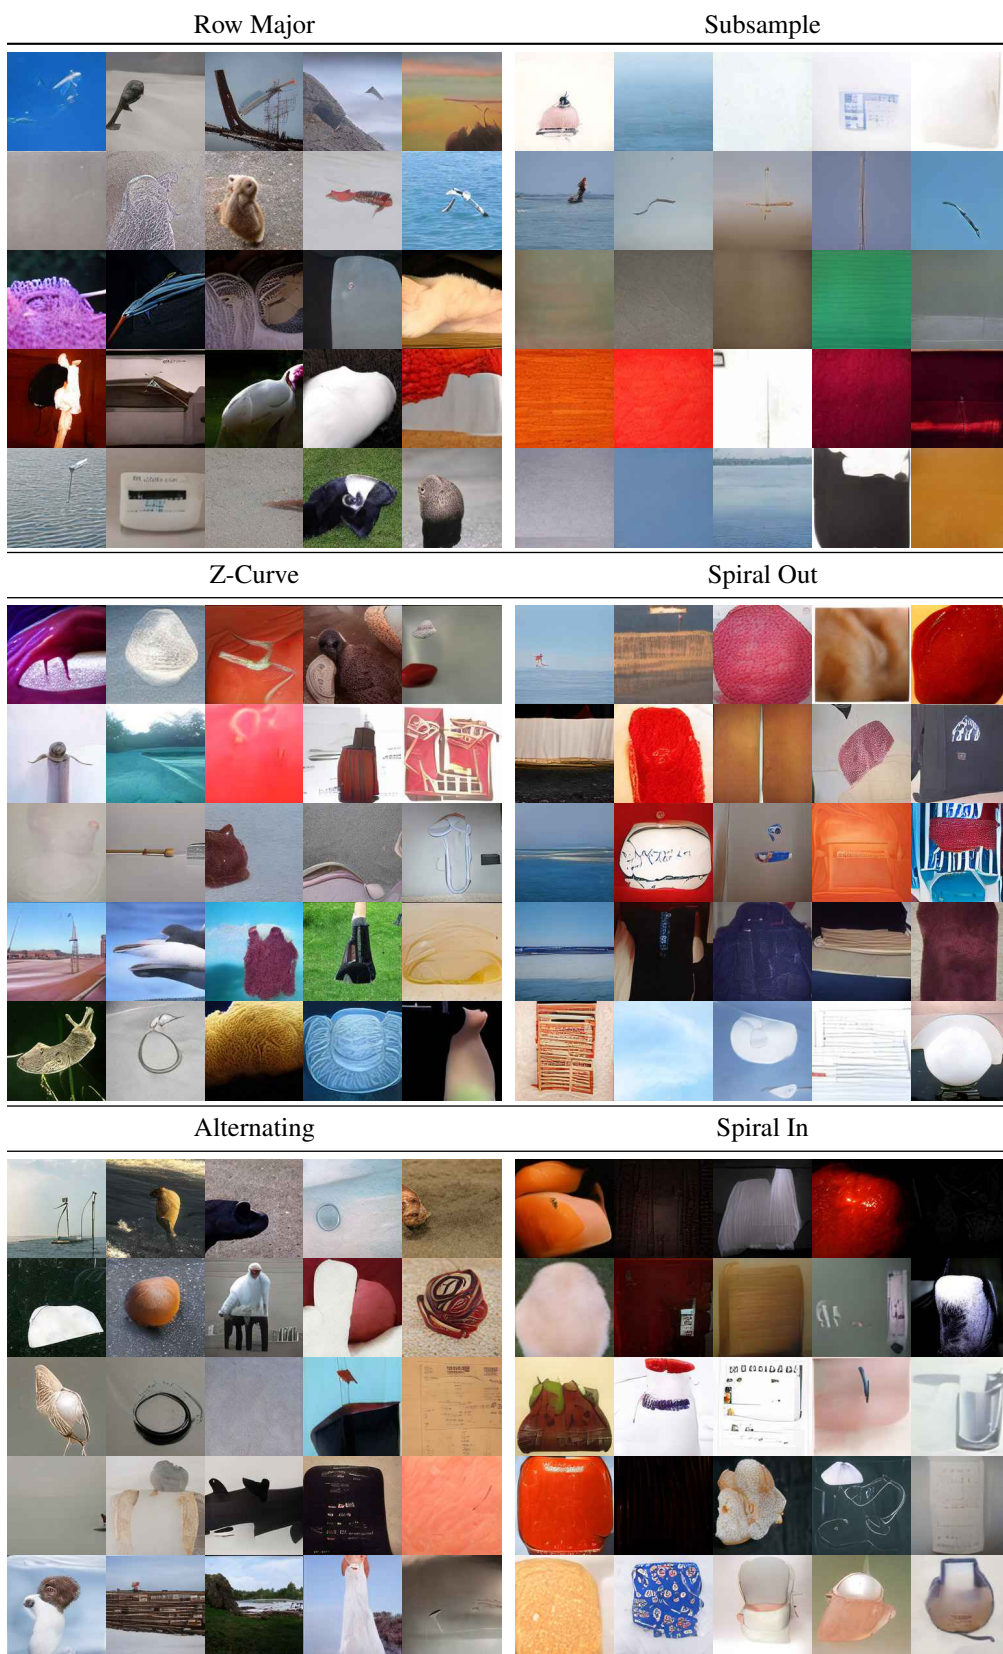 Row Major
Subsample
Z-Curve
Spiral Out
Alternating
Spiral In